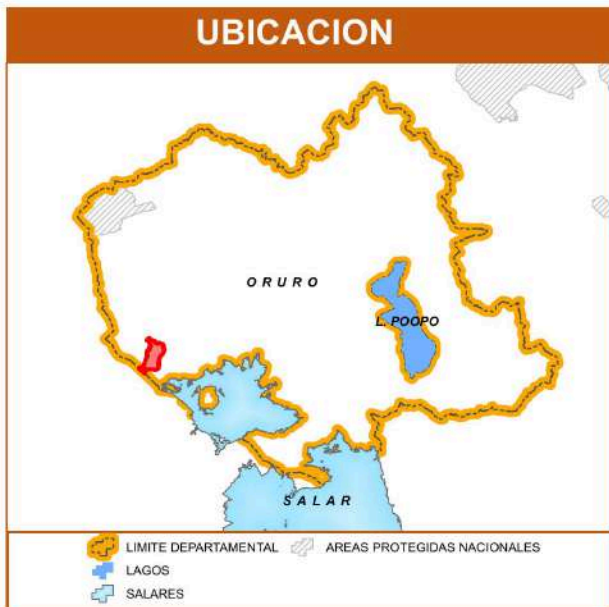 UBICACION
ORURO
L. POOPO
SALAR
LIMITE DEPARTAMENTAL
AREAS PROTEGIDAS NACIONALES
LAGOS
SALARES